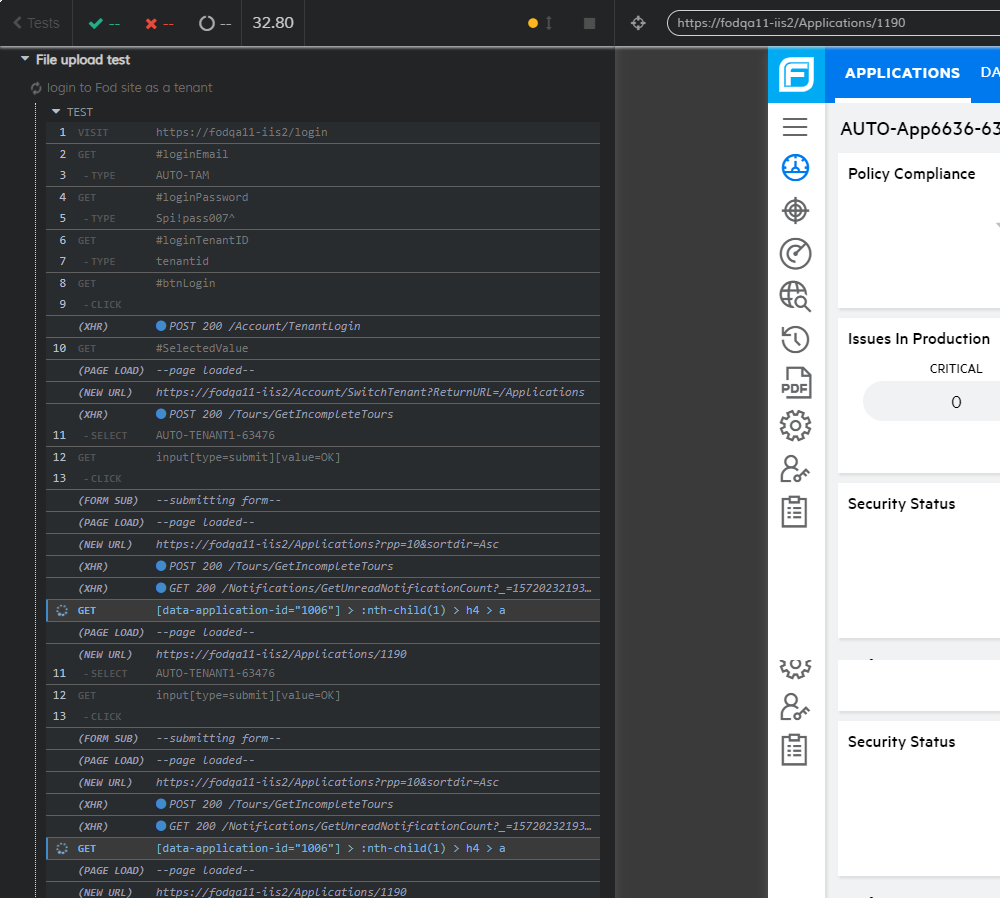 Tests
--
--
--
32.80
https://fodqa11-iis2/Applications/1190
File upload test
login to Fod site as a tenant
TEST
1 VISIT https://fodqa11-iis2/login
2 GET #loginEmail
3 - TYPE AUTO-TAM
4 GET #loginPassword
5 - TYPE Spi!pass007^
6 GET #loginTenantID
7 - TYPE tenantid
8 GET #btnLogin
9 - CLICK
(XHR) POST 200 /Account/TenantLogin
10 GET #SelectedValue
(PAGE LOAD) --page loaded--
(NEW URL) https://fodqa11-iis2/Account/SwitchTenant?ReturnURL=/Applications
(XHR) POST 200 /Tours/GetIncompleteTours
11 - SELECT AUTO-TENANT1-63476
12 GET input[type=submit][value=OK]
13 - CLICK
(FORM SUB) --submitting form--
(PAGE LOAD) --page loaded--
(NEW URL) https://fodqa11-iis2/Applications?rpp=10&sortdir=Asc
(XHR) POST 200 /Tours/GetIncompleteTours
(XHR) GET 200 /Notifications/GetUnreadNotificationCount?_=15720232193…
GET [data-application-id="1006"] > :nth-child(1) > h4 > a
(PAGE LOAD) --page loaded--
(NEW URL) https://fodqa11-iis2/Applications/1190
11 - SELECT AUTO-TENANT1-63476
12 GET input[type=submit][value=OK]
13 - CLICK
(FORM SUB) --submitting form--
(PAGE LOAD) --page loaded--
(NEW URL) https://fodqa11-iis2/Applications?rpp=10&sortdir=Asc
(XHR) POST 200 /Tours/GetIncompleteTours
(XHR) GET 200 /Notifications/GetUnreadNotificationCount?_=15720232193…
GET [data-application-id="1006"] > :nth-child(1) > h4 > a
(PAGE LOAD) --page loaded--
(NEW URL) https://fodqa11-iis2/Applications/1190
F
APPLICATIONS DA
AUTO-App6636-63
Policy Compliance
Issues In Production
CRITICAL
0
PDF
Security Status
Security Status